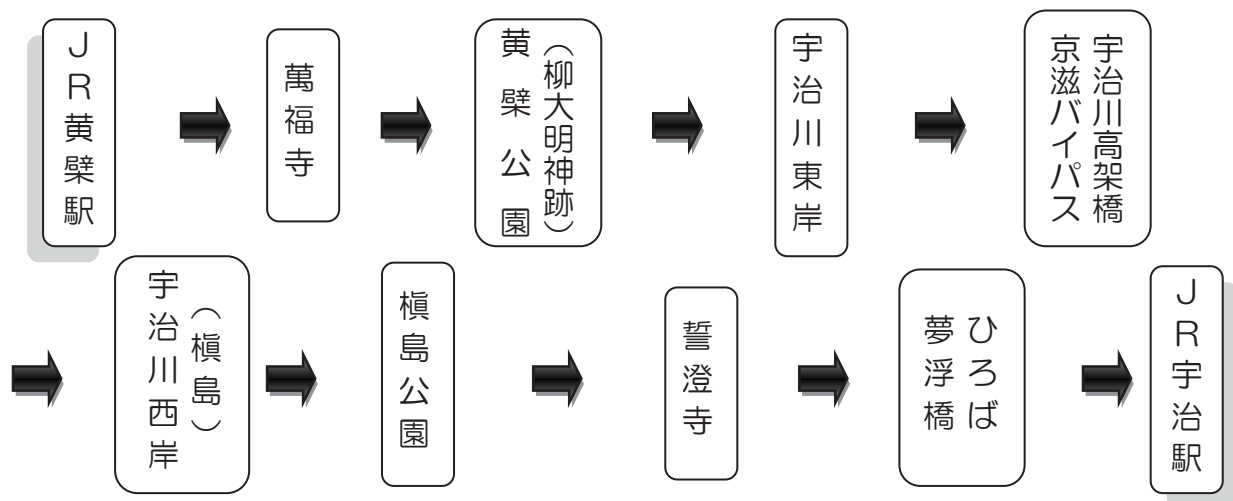 JR黄檗駅
萬福寺
黄檗公園
（柳大明神跡）
宇治川東岸
京滋バイパス
宇治川高架橋
宇治川西岸
（槇島）
槇島公園
誓澄寺
夢浮橋
ひろば
JR宇治駅